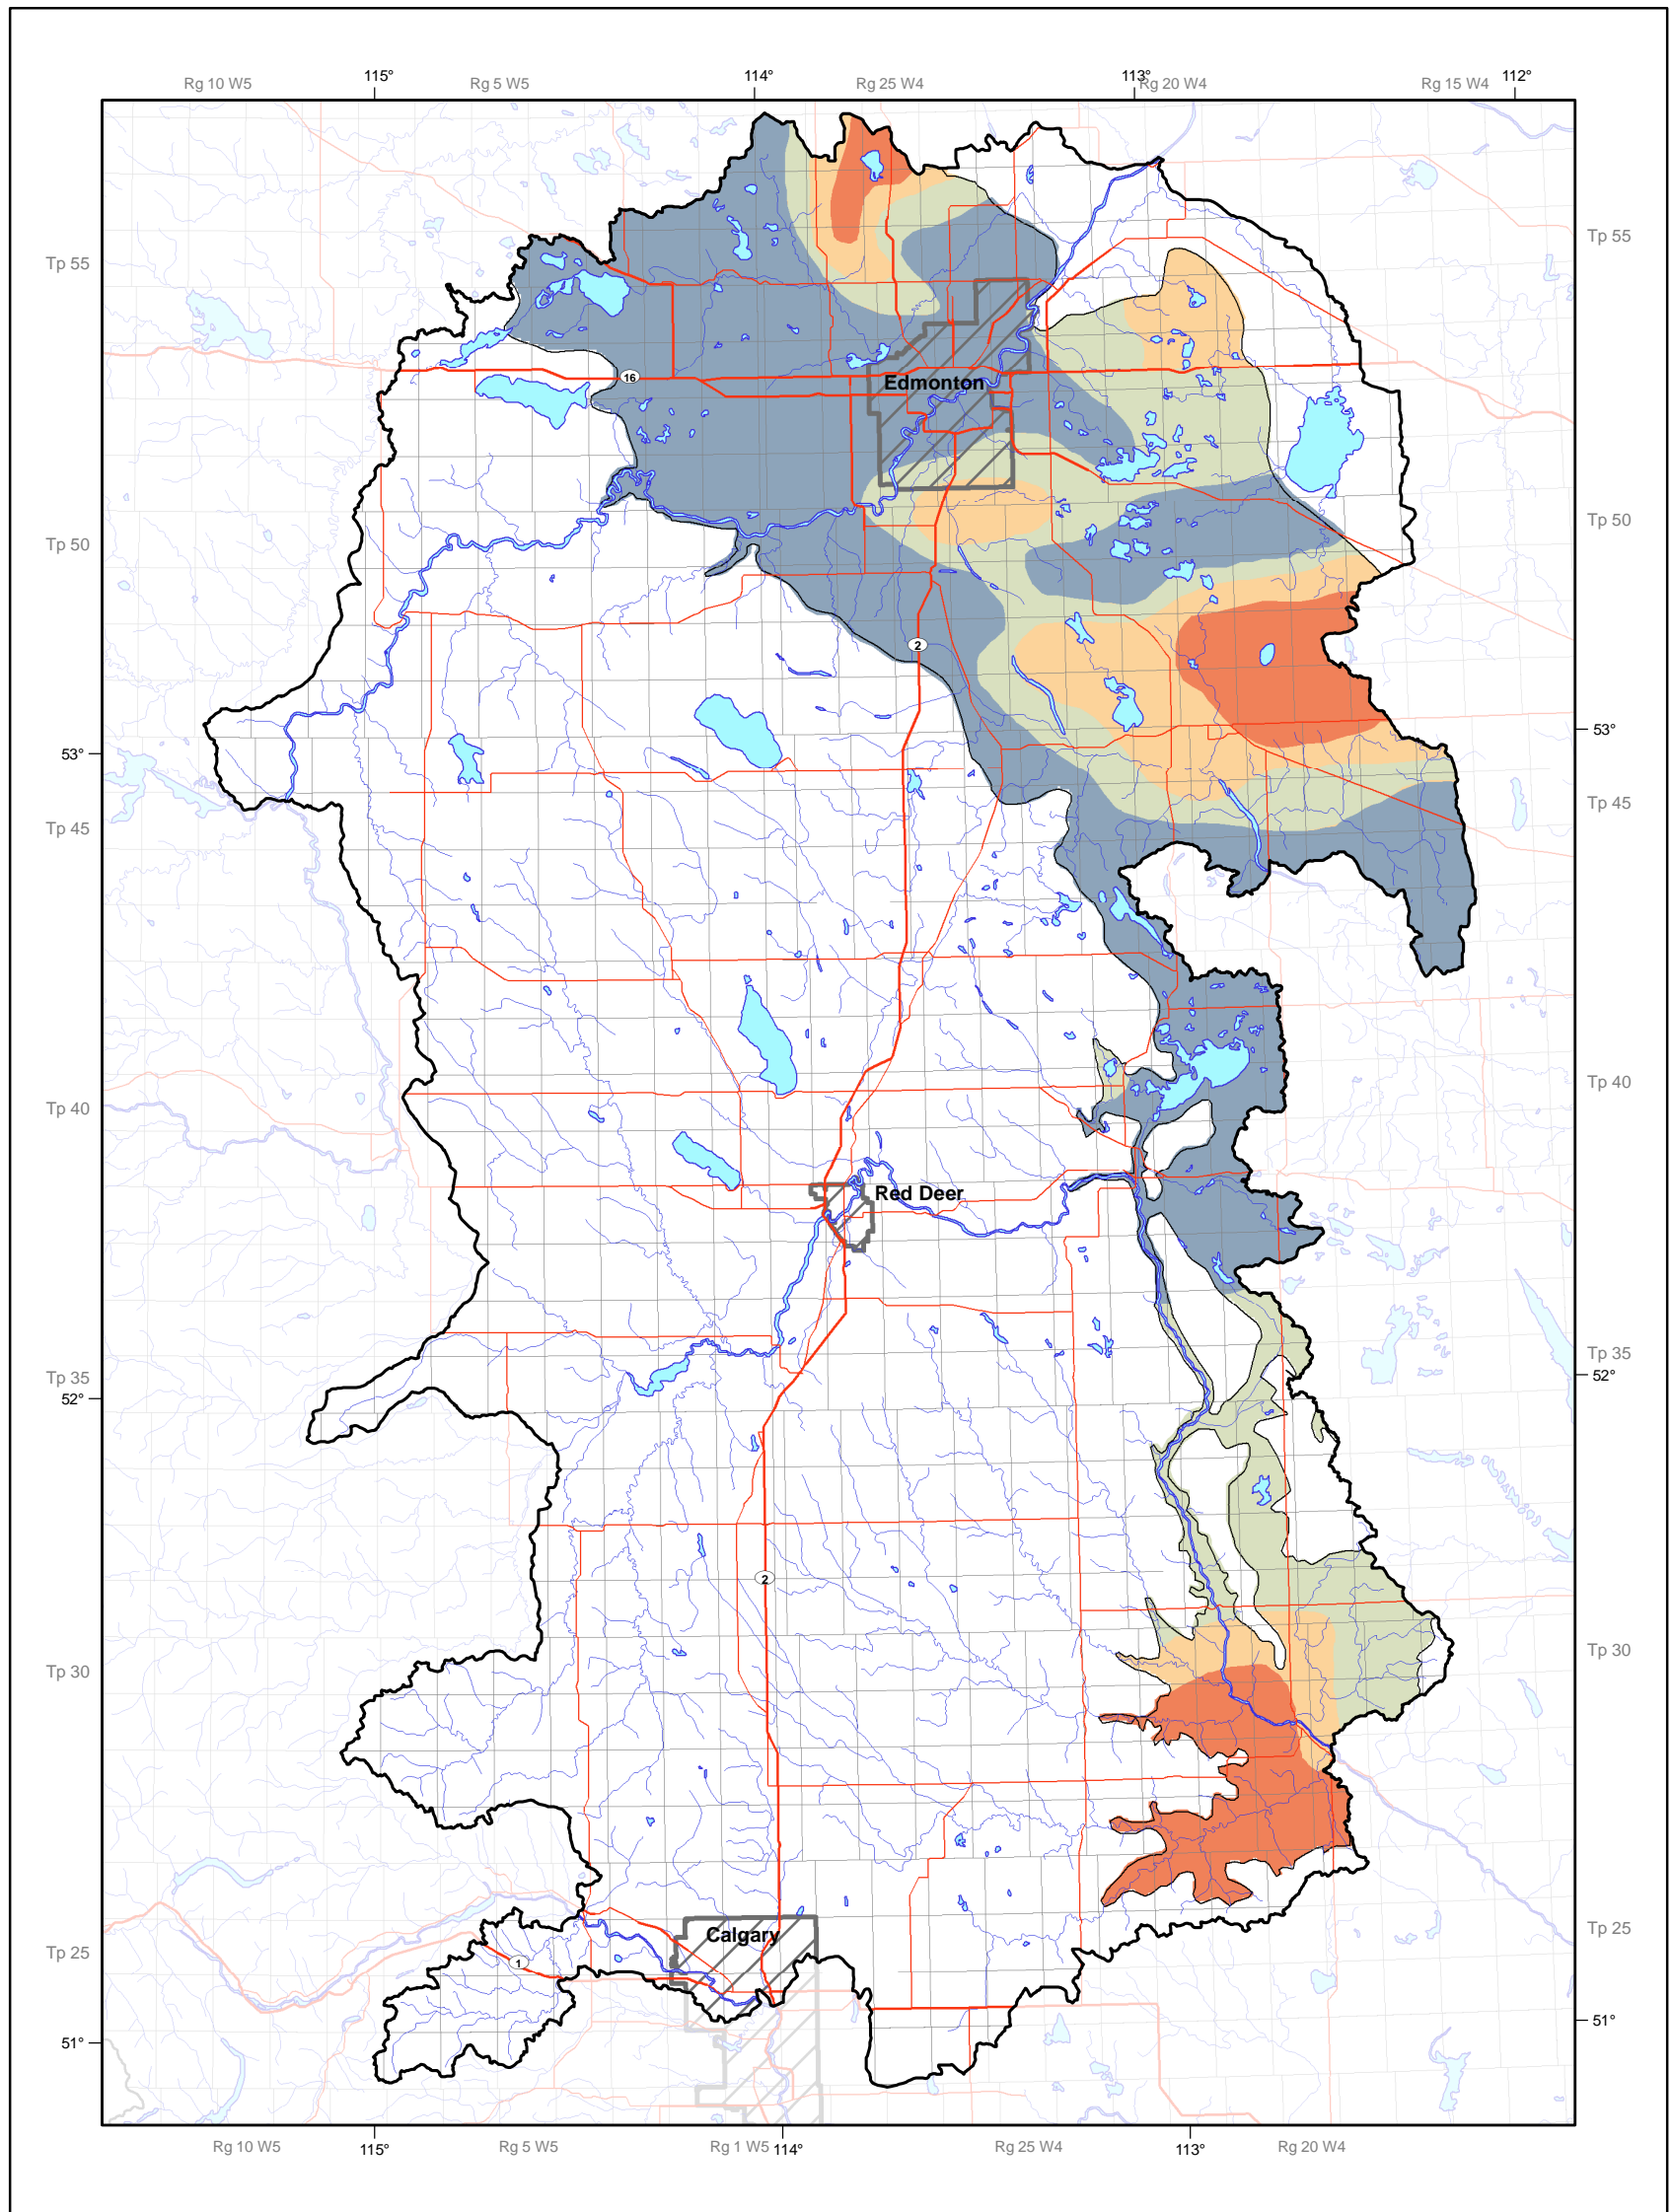 115° 114° 113° 112°
Rg 10 W5 Rg 5 W5 Rg 25 W4 Rg 20 W4 Rg 15 W4
Tp 55 Tp 55
16
Edmonton
Tp 50 Tp 50
2
53° 53°
Tp 45 Tp 45
Tp 40 Tp 40
Red Deer
Tp 35 Tp 35
52° 52°
2
Tp 30 Tp 30
Tp 25 Tp 25
Calgary
1
51° 51°
Rg 10 W5 115° Rg 5 W5 Rg 1 W5 114° Rg 25 W4 113° Rg 20 W4